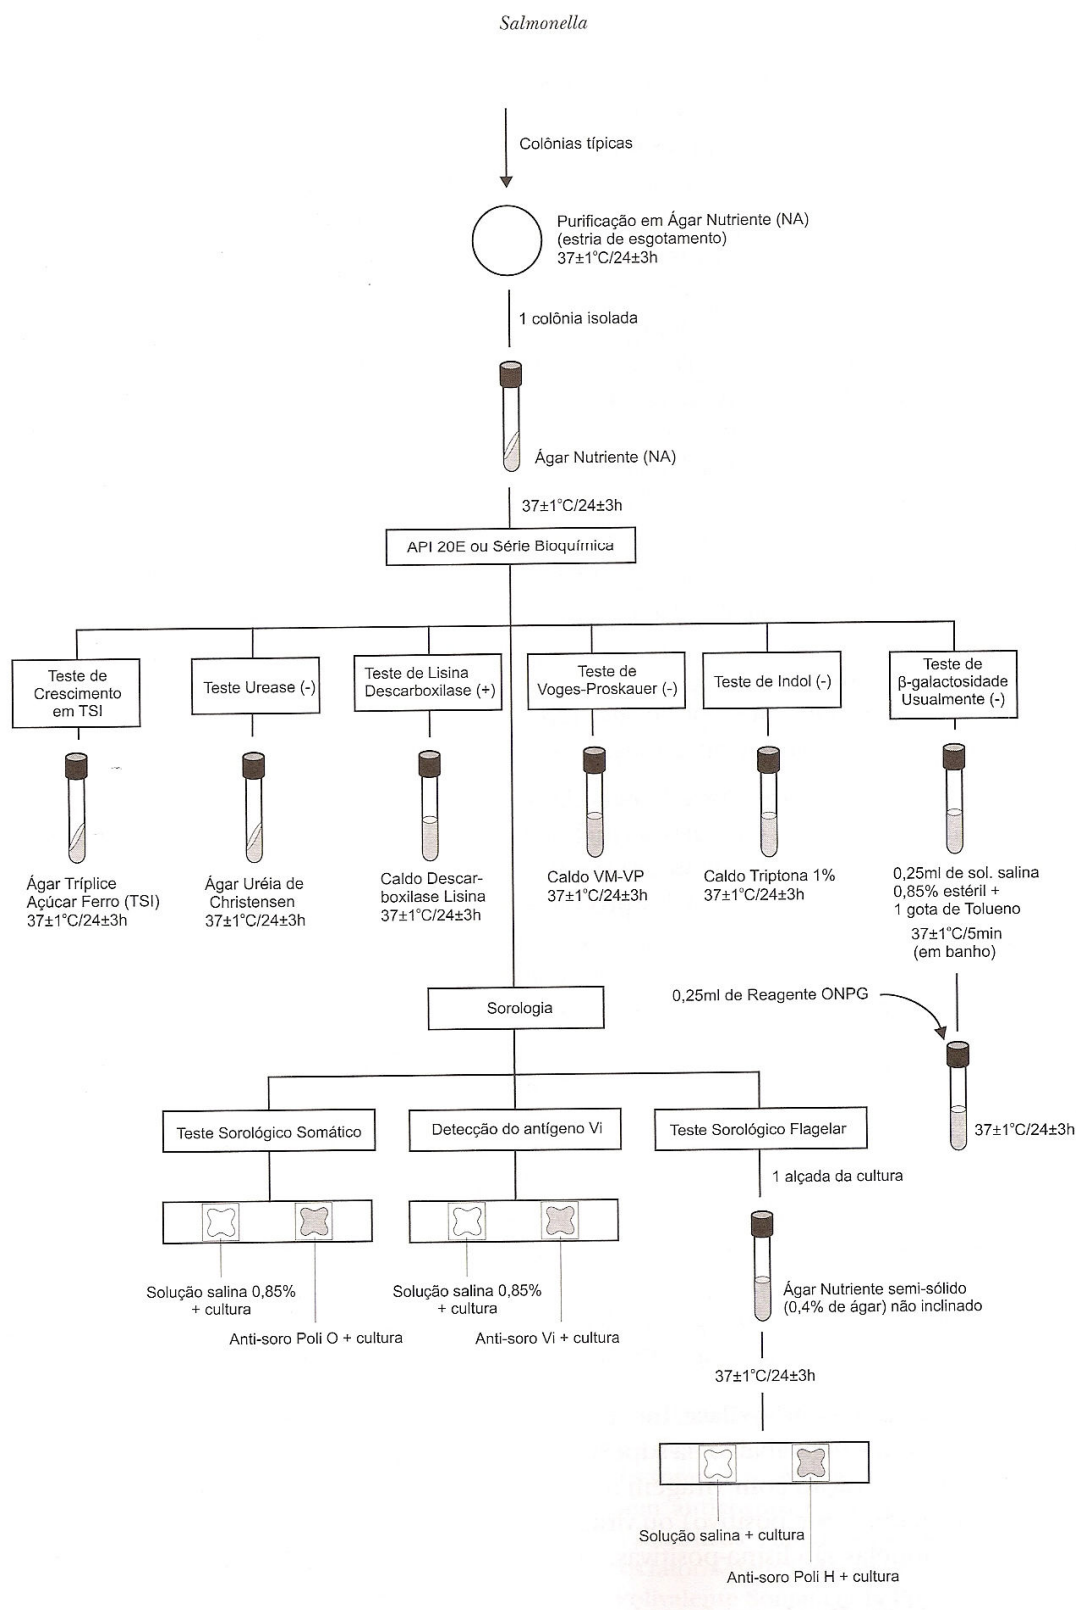 Salmonella
Colônias típicas
Purificação em Ágar Nutriente (NA)
(estria de esgotamento)
37±1°C/24±3h
1 colônia isolada
Ágar Nutriente (NA)
37±1°C/24±3h
API 20E ou Série Bioquímica
Teste de
Crescimento
em TSI
Teste Urease (-)
Teste de Lisina
Descarboxilase (+)
Teste de
Voges-Proskauer (-)
Teste de Indol (-)
Teste de
β-galactosidade
Usualmente (-)
Ágar Tríplice
Açúcar Ferro (TSI)
37±1°C/24±3h
Ágar Uréia de
Christensen
37±1°C/24±3h
Caldo Descar-
boxilase Lisina
37±1°C/24±3h
Caldo VM-VP
37±1°C/24±3h
Caldo Triptona 1%
37±1°C/24±3h
0,25ml de sol. salina
0,85% estéril +
1 gota de Tolueno
37±1°C/5min
(em banho)
0,25ml de Reagente ONPG
37±1°C/24±3h
Sorologia
Teste Sorológico Somático
Detecção do antígeno Vi
Teste Sorológico Flagelar
1 alçada da cultura
Solução salina 0,85%
+ cultura
Anti-soro Poli O + cultura
Solução salina 0,85%
+ cultura
Anti-soro Vi + cultura
Ágar Nutriente semi-sólido
(0,4% de ágar) não inclinado
37±1°C/24±3h
Solução salina + cultura
Anti-soro Poli H + cultura